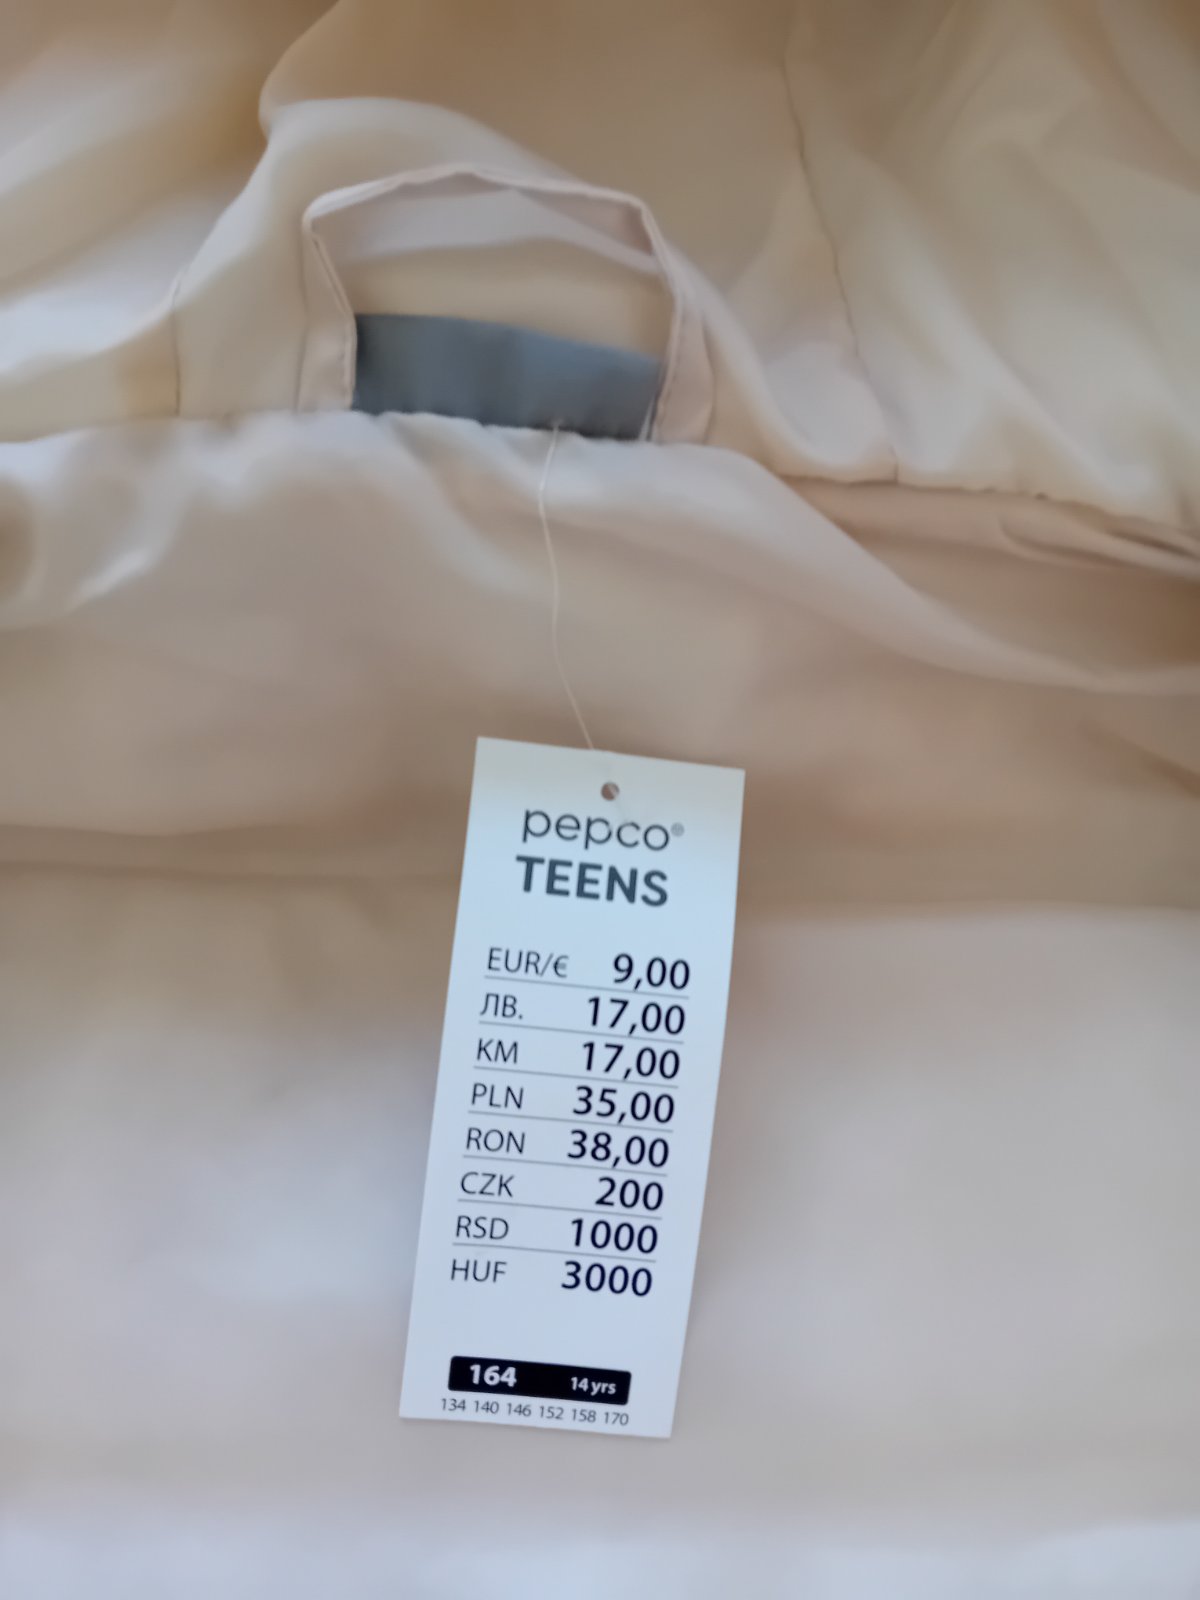 pepco®
TEENS
EUR/€ 9,00
ЛВ. 17,00
KM 17,00
PLN 35,00
RON 38,00
CZK 200
RSD 1000
HUF 3000
164 14 yrs
134 140 146 152 158 170